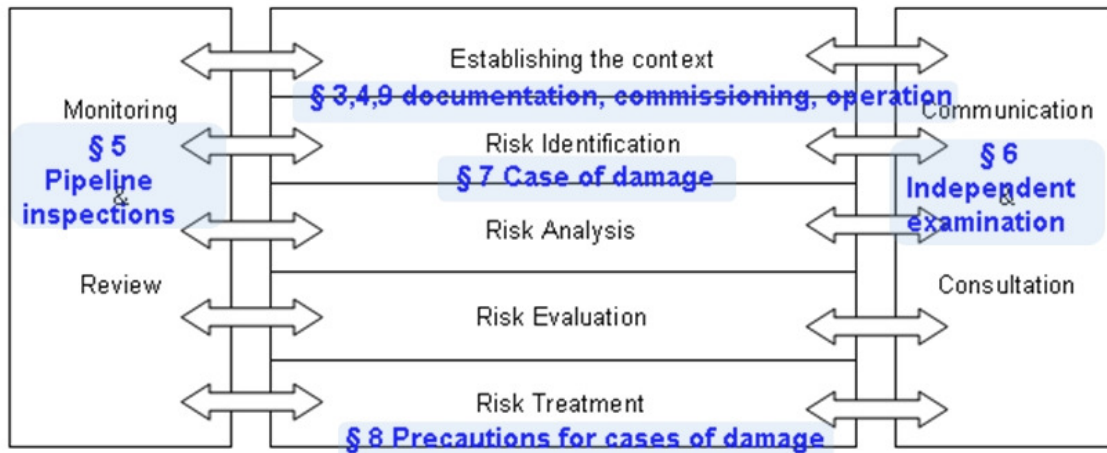 Monitoring
§ 5
Pipeline
&
inspections
Review
Establishing the context
§ 3,4,9 documentation, commissioning, operation
Risk Identification
§ 7 Case of damage
Risk Analysis
Risk Evaluation
Risk Treatment
§ 8 Precautions for cases of damage
Communication
§ 6
Independent
&
examination
Consultation